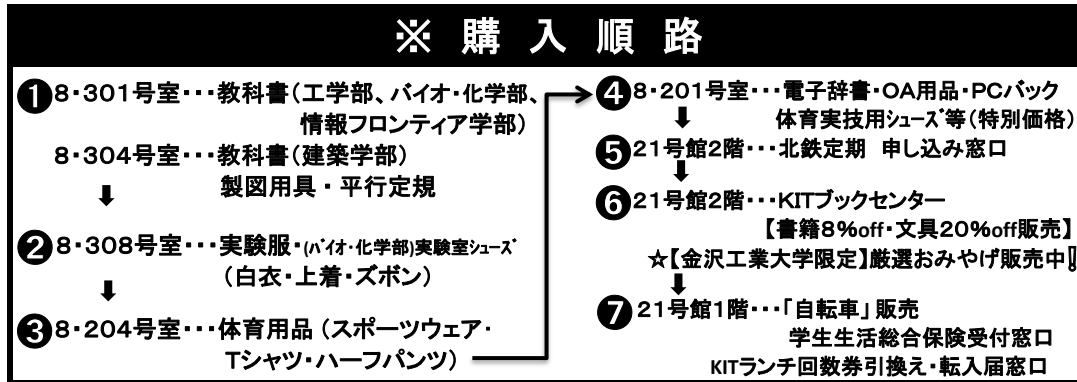 ※ 購 入 順 路
❶8・301号室・・・教科書(工学部、バイオ・化学部、
情報フロンティア学部)
8・304号室・・・教科書(建築学部)
製図用具・平行定規
❷8・308号室・・・実験服・(バイオ・化学部)実験室シューズ
(白衣・上着・ズボン)
❸8・204号室・・・体育用品(スポーツウェア・
Tシャツ・ハーフパンツ)
❹8・201号室・・・電子辞書・OA用品・PCバック
体育実技用シューズ等(特別価格)
❺21号館2階・・・北鉄定期 申し込み窓口
❻21号館2階・・・KITブックセンター
【書籍8%off・文具20%off販売】
☆【金沢工業大学限定】厳選おみやげ販売中!
❼21号館1階・・・「自転車」販売
学生生活総合保険受付窓口
KITランチ回数券引換え・転入届窓口